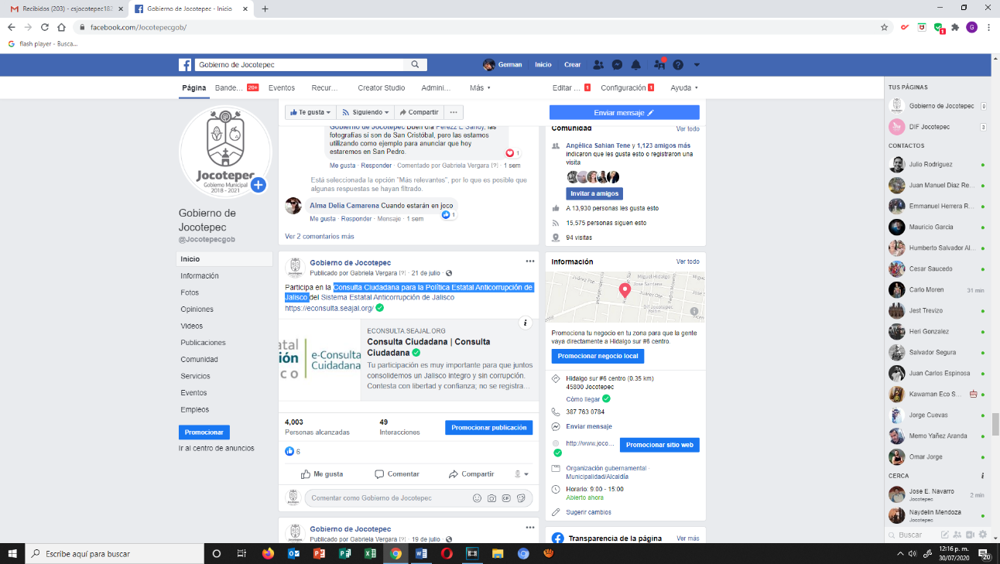 Recibidos (203) - csjocotepec182
Gobierno de Jocotepec - Inicio
facebook.com/Jocotepecgob/
flash player - Busca...
Gobierno de Jocotepec
German Inicio Crear
Página Bande... 20+ Eventos Recur... Creator Studio Admini... Más Editar ... 1 Configuración 1 Ayuda
Te gusta Siguiendo Compartir ...
Enviar mensaje
Jocotepec
Gobierno Municipal
2018 - 2021
Gobierno de
Jocotepec
@Jocotepecgob
Inicio
Información
Fotos
Opiniones
Videos
Publicaciones
Comunidad
Servicios
Eventos
Empleos
Promocionar
Ir al centro de anuncios
Gobierno de Jocotepec Buen día Perezz E Sandy, las
fotografías sí son de San Cristóbal, pero las estamos
utilizando como ejemplo para anunciar que hoy
estaremos en San Pedro.
1
Me gusta · Responder · Comentado por Gabriela Vergara [?] · 1 sem
Está seleccionada la opción "Más relevantes", por lo que es posible que
algunas respuestas se hayan filtrado.
Alma Delia Camarena Cuando estarán en joco
1
Me gusta · Responder · Mensaje · 1 sem
Ver 2 comentarios más
Gobierno de Jocotepec
Publicado por Gabriela Vergara [?] · 21 de julio ·
Participa en la Consulta Ciudadana para la Política Estatal Anticorrupción de
Jalisco del Sistema Estatal Anticorrupción de Jalisco
https://econsulta.seajal.org/
atal
ión
co
e-Consulta
Cuidadana
ECONSULTA.SEAJAL.ORG
Consulta Ciudadana | Consulta
Ciudadana
Tu participación es muy importante para que juntos
consolidemos un Jalisco integro y sin corrupción.
Contesta con libertad y confianza; no se registra...
4,003
Personas alcanzadas
49
Interacciones
Promocionar publicación
6
Me gusta Comentar Compartir
Comentar como Gobierno de Jocotepec
Gobierno de Jocotepec
Publicado por Gabriela Vergara [?] · 19 de julio ·
Comunidad Ver todo
Angélica Sahian Tene y 1,123 amigos más
indicaron que les gusta esto o registraron una
visita
Invitar a amigos
A 13,930 personas les gusta esto
15,575 personas siguen esto
94 visitas
Información Ver todo
Miguel Hidalgo
Juárez Pte
José Santana
Independencia
Juárez Ote
Dif Jocotepec
Promociona tu negocio en tu zona para que la gente
vaya directamente a Hidalgo sur #6 centro.
Promocionar negocio local
Hidalgo sur #6 centro (0.35 km)
45800 Jocotepec
Cómo llegar
387 763 0784
Enviar mensaje
http://www.joco...
Promocionar sitio web
Organización gubernamental ·
Municipalidad/Alcaldía
Horario: 9:00 - 15:00
Abierto ahora
Sugerir cambios
Transparencia de la página Ver más
TUS PÁGINAS
Gobierno de Jocotepec 9
DIF Jocotepec 3
CONTACTOS
Julio Rodriguez
Juan Manuel Diaz Re...
Emmanuel Herrera R...
Mauricio Garcia
Humberto Salvador Al...
Cesar Saucedo
Carlo Moren 31 min
Jest Trevizo
Heri Gonzalez
Salvador Segura
Juan Carlos Espinosa
Kawaman Eco S...
Jorge Cuevas
Memo Yañez Aranda
Omar Jorge
CERCA
Jose E. Navarro 2 min
Jocotepec
Naydelin Mendoza
Jocotepec
Buscar
Escribe aquí para buscar
12:16 p. m.
30/07/2020
20